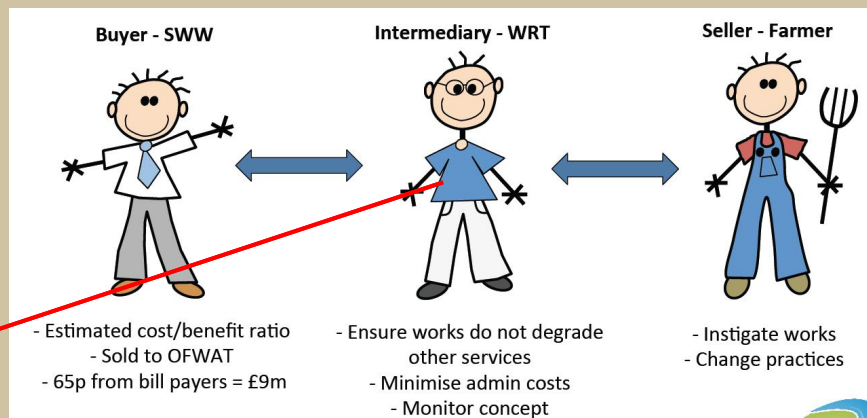 Buyer - SWW
Intermediary - WRT
Seller - Farmer
- Estimated cost/benefit ratio
- Sold to OFWAT
- 65p from bill payers = £9m
- Ensure works do not degrade
other services
- Minimise admin costs
- Monitor concept
- Instigate works
- Change practices